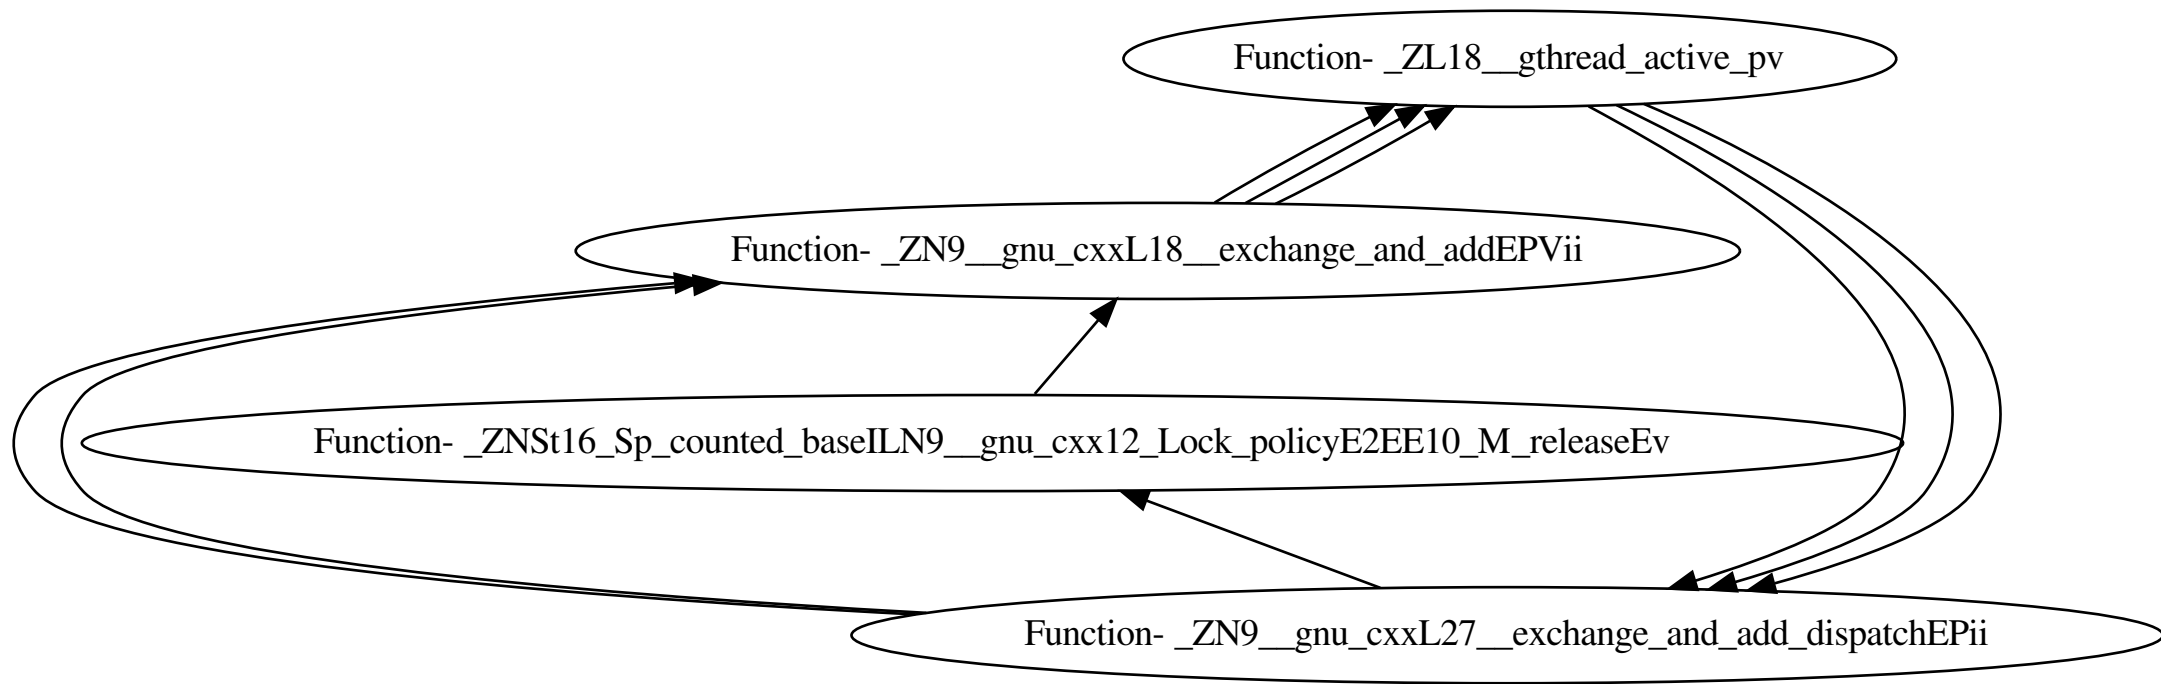 Function- _ZL18__gthread_active_pv
Function- _ZN9__gnu_cxxL18__exchange_and_addEPVii
Function- _ZNSt16_Sp_counted_baseILN9__gnu_cxx12_Lock_policyE2EE10_M_releaseEv
Function- _ZN9__gnu_cxxL27__exchange_and_add_dispatchEPii